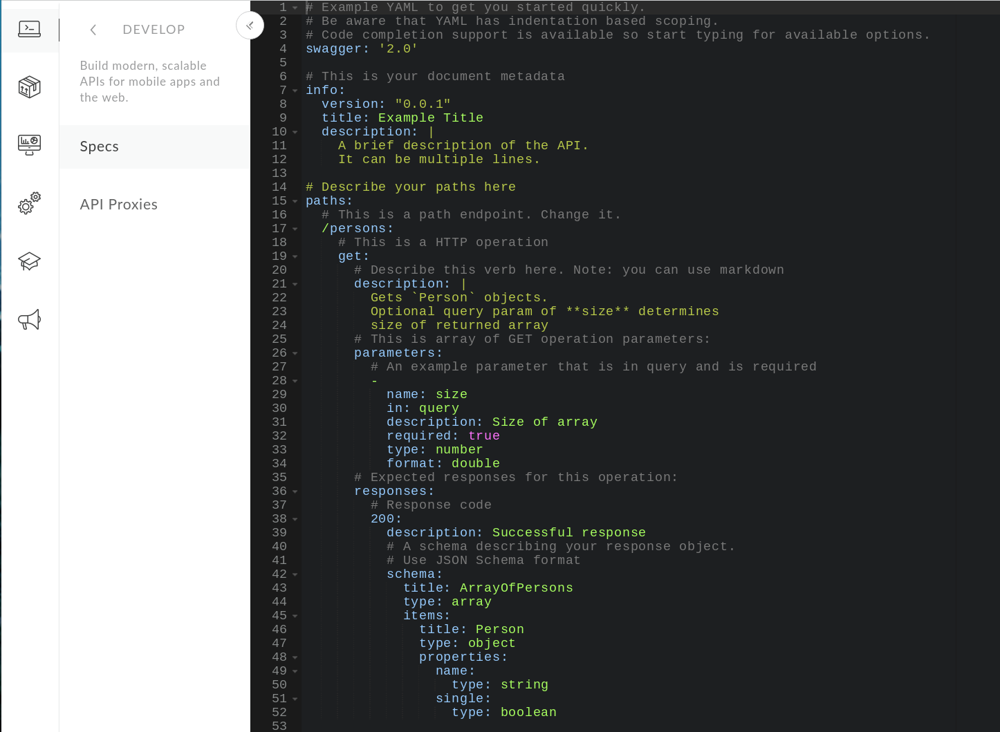 DEVELOP
Build modern, scalable
APIs for mobile apps and
the web.
Specs
API Proxies
1 # Example YAML to get you started quickly.
2 # Be aware that YAML has indentation based scoping.
3 # Code completion support is available so start typing for available options.
4 swagger: '2.0'
5
6 # This is your document metadata
7 info:
8   version: "0.0.1"
9   title: Example Title
10   description: |
11     A brief description of the API.
12     It can be multiple lines.
13
14 # Describe your paths here
15 paths:
16   # This is a path endpoint. Change it.
17   /persons:
18     # This is a HTTP operation
19     get:
20       # Describe this verb here. Note: you can use markdown
21       description: |
22         Gets `Person` objects.
23         Optional query param of **size** determines
24         size of returned array
25       # This is array of GET operation parameters:
26       parameters:
27         # An example parameter that is in query and is required
28         -
29           name: size
30           in: query
31           description: Size of array
32           required: true
33           type: number
34           format: double
35       # Expected responses for this operation:
36       responses:
37         # Response code
38         200:
39           description: Successful response
40           # A schema describing your response object.
41           # Use JSON Schema format
42           schema:
43             title: ArrayOfPersons
44             type: array
45             items:
46               title: Person
47               type: object
48               properties:
49                 name:
50                   type: string
51                 single:
52                   type: boolean
53